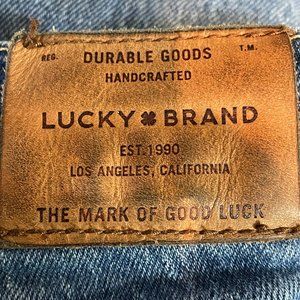 REG. DURABLE GOODS T.M.
HANDCRAFTED
LUCKY BRAND
EST. 1990
LOS ANGELES, CALIFORNIA
THE MARK OF GOOD LUCK